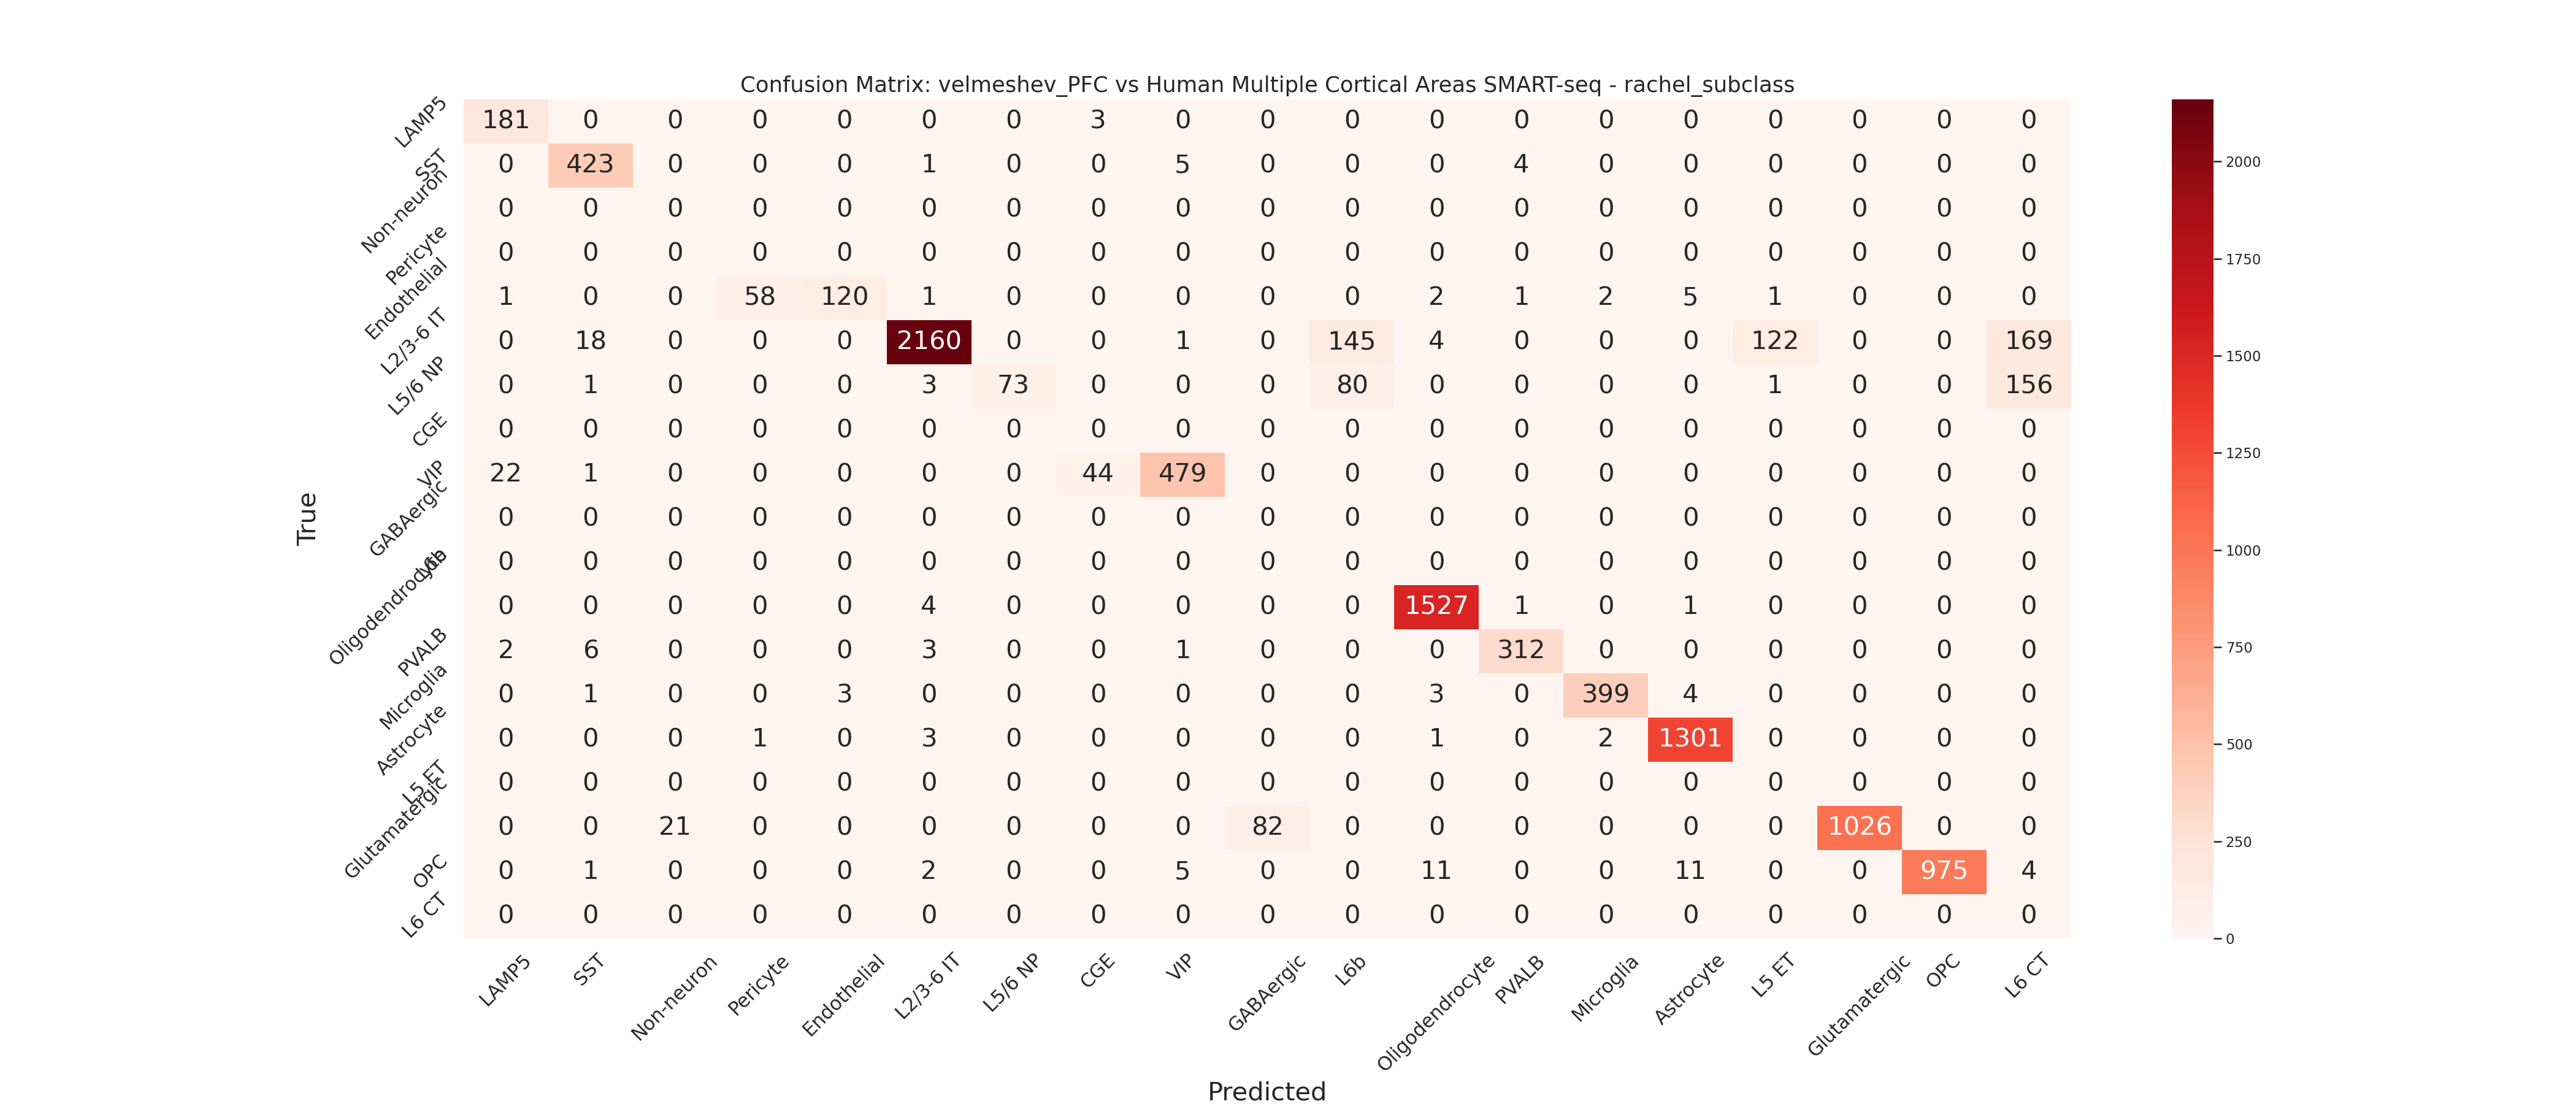 Confusion Matrix: velmeshev_PFC vs Human Multiple Cortical Areas SMART-seq - rachel_subclass
LAMP5 181 0 0 0 0 0 0 3 0 0 0 0 0 0 0 0 0 0 0
SST 0 423 0 0 0 1 0 0 5 0 0 0 4 0 0 0 0 0 0
Non-neuron 0 0 0 0 0 0 0 0 0 0 0 0 0 0 0 0 0 0 0
Pericyte 0 0 0 0 0 0 0 0 0 0 0 0 0 0 0 0 0 0 0
Endothelial 1 0 0 58 120 1 0 0 0 0 0 2 1 2 5 1 0 0 0
L2/3-6 IT 0 18 0 0 0 2160 0 0 1 0 145 4 0 0 0 122 0 0 169
L5/6 NP 0 1 0 0 0 3 73 0 0 0 80 0 0 0 0 1 0 0 156
CGE 0 0 0 0 0 0 0 0 0 0 0 0 0 0 0 0 0 0 0
VIP 22 1 0 0 0 0 0 44 479 0 0 0 0 0 0 0 0 0 0
GABAergic 0 0 0 0 0 0 0 0 0 0 0 0 0 0 0 0 0 0 0
L6b 0 0 0 0 0 0 0 0 0 0 0 0 0 0 0 0 0 0 0
Oligodendrocyte 0 0 0 0 0 4 0 0 0 0 0 1527 1 0 1 0 0 0 0
PVALB 2 6 0 0 0 3 0 0 1 0 0 0 312 0 0 0 0 0 0
Microglia 0 1 0 0 3 0 0 0 0 0 0 3 0 399 4 0 0 0 0
Astrocyte 0 0 0 1 0 3 0 0 0 0 0 1 0 2 1301 0 0 0 0
L5 ET 0 0 0 0 0 0 0 0 0 0 0 0 0 0 0 0 0 0 0
Glutamatergic 0 0 21 0 0 0 0 0 0 82 0 0 0 0 0 0 1026 0 0
OPC 0 1 0 0 0 2 0 0 5 0 0 11 0 0 11 0 0 975 4
L6 CT 0 0 0 0 0 0 0 0 0 0 0 0 0 0 0 0 0 0 0
True
LAMP5 SST Non-neuron Pericyte Endothelial L2/3-6 IT L5/6 NP CGE VIP GABAergic L6b Oligodendrocyte PVALB Microglia Astrocyte L5 ET Glutamatergic OPC L6 CT
Predicted
2000
1750
1500
1250
1000
750
500
250
0